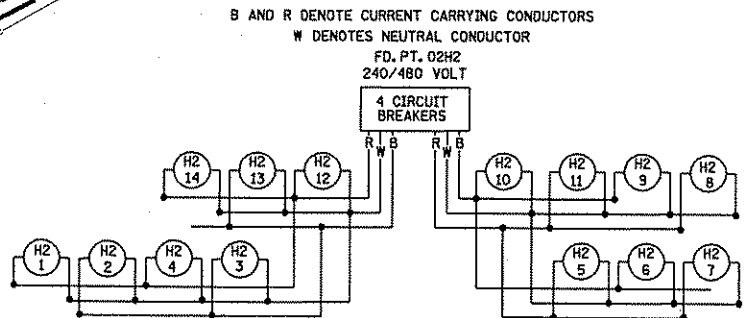 B AND R DENOTE CURRENT CARRYING CONDUCTORS
W DENOTES NEUTRAL CONDUCTOR
FD. PT. 02H2
240/480 VOLT
4 CIRCUIT
BREAKERS
R W B R W B
H2 14
H2 13
H2 12
H2 10
H2 11
H2 9
H2 8
H2 1
H2 2
H2 4
H2 3
H2 5
H2 6
H2 7